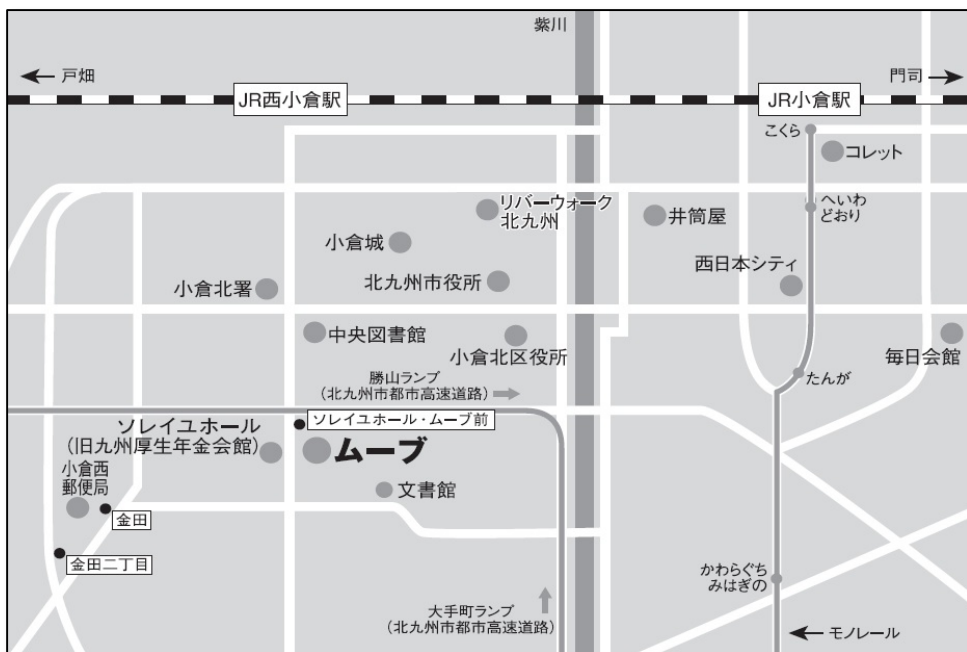 紫川
戸畑
門司
JR西小倉駅
JR小倉駅
こくら
コレット
へいわ
どおり
リバーウォーク
北九州
井筒屋
小倉城
西日本シティ
北九州市役所
小倉北署
中央図書館
小倉北区役所
毎日会館
勝山ランプ
(北九州市都市高速道路)
たんが
ソレイユホール・ムーブ前
ソレイユホール
(旧九州厚生年金会館)
ムーブ
小倉西
郵便局
文書館
金田
金田二丁目
かわらぐち
みはぎの
大手町ランプ
(北九州市都市高速道路)
モノレール